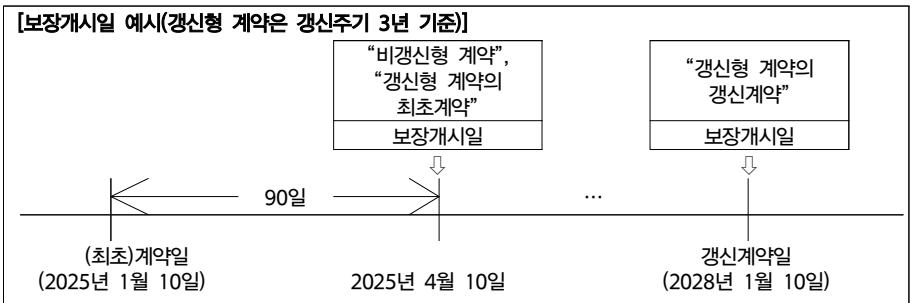 [보장개시일 예시(갱신형 계약은 갱신주기 3년 기준)]
“비갱신형 계약”,
“갱신형 계약의
최초계약”
보장개시일
“갱신형 계약의
갱신계약”
보장개시일
90일
...
(최초)계약일
(2025년 1월 10일)
2025년 4월 10일
갱신계약일
(2028년 1월 10일)